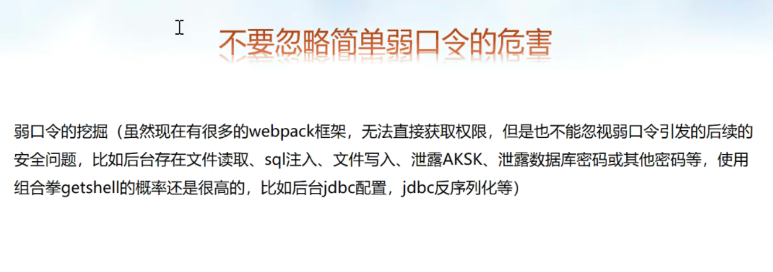 不要忽略简单弱口令的危害
弱口令的挖掘（虽然现在有很多的webpack框架，无法直接获取权限，但是也不能忽视弱口令引发的后续的
安全问题，比如后台存在文件读取、sql注入、文件写入、泄露AKSK、泄露数据库密码或其他密码等，使用
组合拳getshell的概率还是很高的，比如后台jdbc配置，jdbc反序列化等）